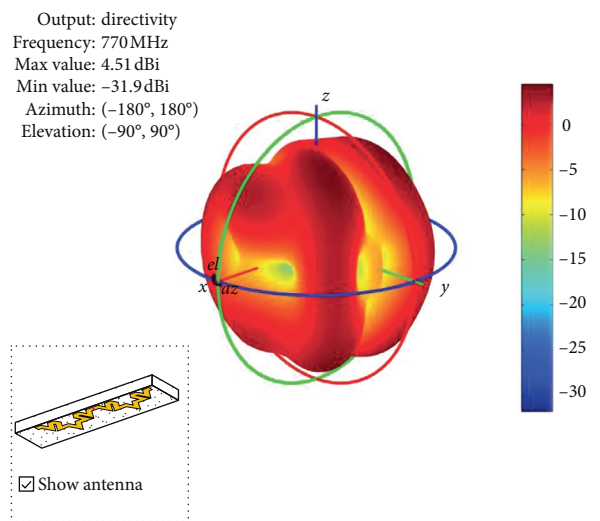 Output: directivity
Frequency: 770 MHz
Max value: 4.51 dBi
Min value: –31.9 dBi
Azimuth: (–180°, 180°)
Elevation: (–90°, 90°)
z
el
x az
y
0
–5
–10
–15
–20
–25
–30
Show antenna